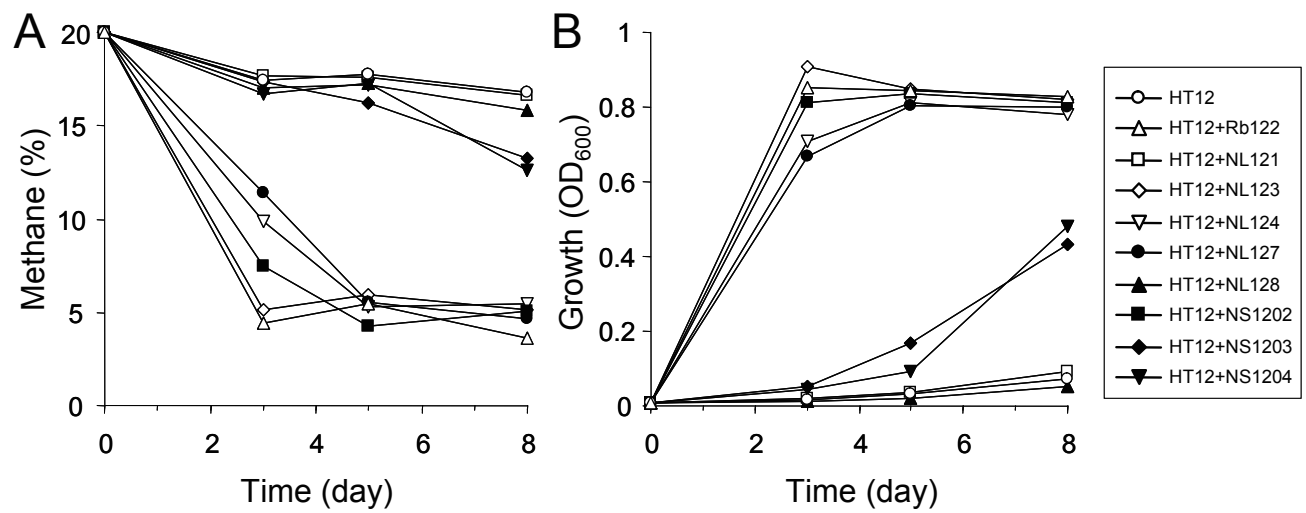 A
20
15
10
5
0
Methane (%)
0 2 4 6 8
Time (day)
B
1
0.8
0.6
0.4
0.2
0
Growth (OD600)
0 2 4 6 8
Time (day)
HT12
HT12+Rb122
HT12+NL121
HT12+NL123
HT12+NL124
HT12+NL127
HT12+NL128
HT12+NS1202
HT12+NS1203
HT12+NS1204